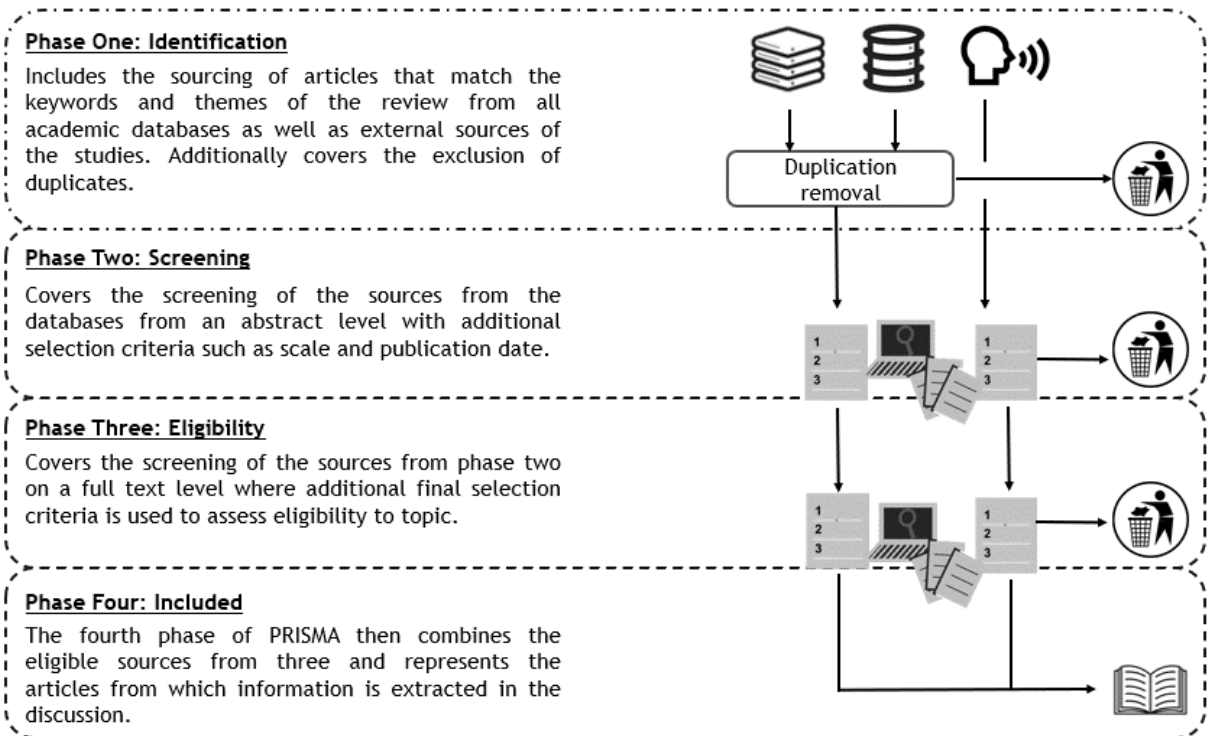 Phase One: Identification
Includes the sourcing of articles that match the
keywords and themes of the review from all
academic databases as well as external sources of
the studies. Additionally covers the exclusion of
duplicates.
Duplication
removal
Phase Two: Screening
Covers the screening of the sources from the
databases from an abstract level with additional
selection criteria such as scale and publication date.
1
2
3
1
2
3
Phase Three: Eligibility
Covers the screening of the sources from phase two
on a full text level where additional final selection
criteria is used to assess eligibility to topic.
1
2
3
1
2
3
Phase Four: Included
The fourth phase of PRISMA then combines the
eligible sources from three and represents the
articles from which information is extracted in the
discussion.